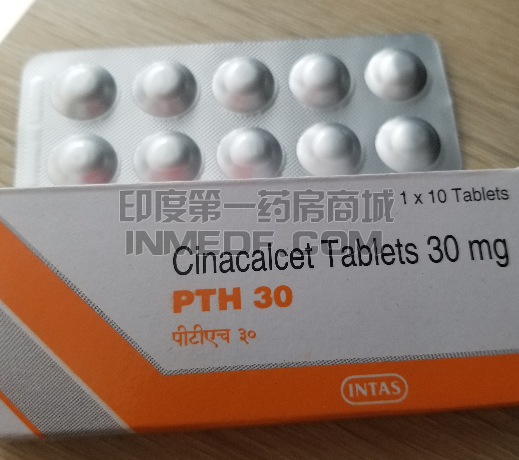 1 x 10 Tablets
印度第一药房商城
INMEDE.COM
Cinacalcet Tablets 30 mg
PTH 30
पीटीएच ३०
INTAS